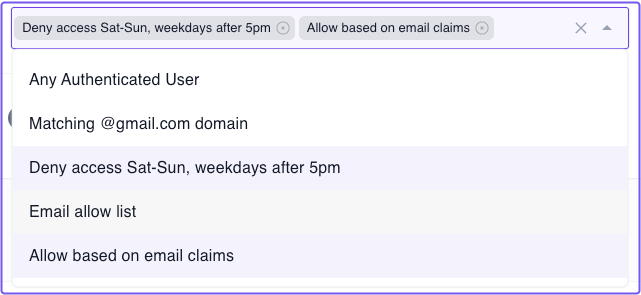 Deny access Sat-Sun, weekdays after 5pm Allow based on email claims
Any Authenticated User
Matching @gmail.com domain
Deny access Sat-Sun, weekdays after 5pm
Email allow list
Allow based on email claims